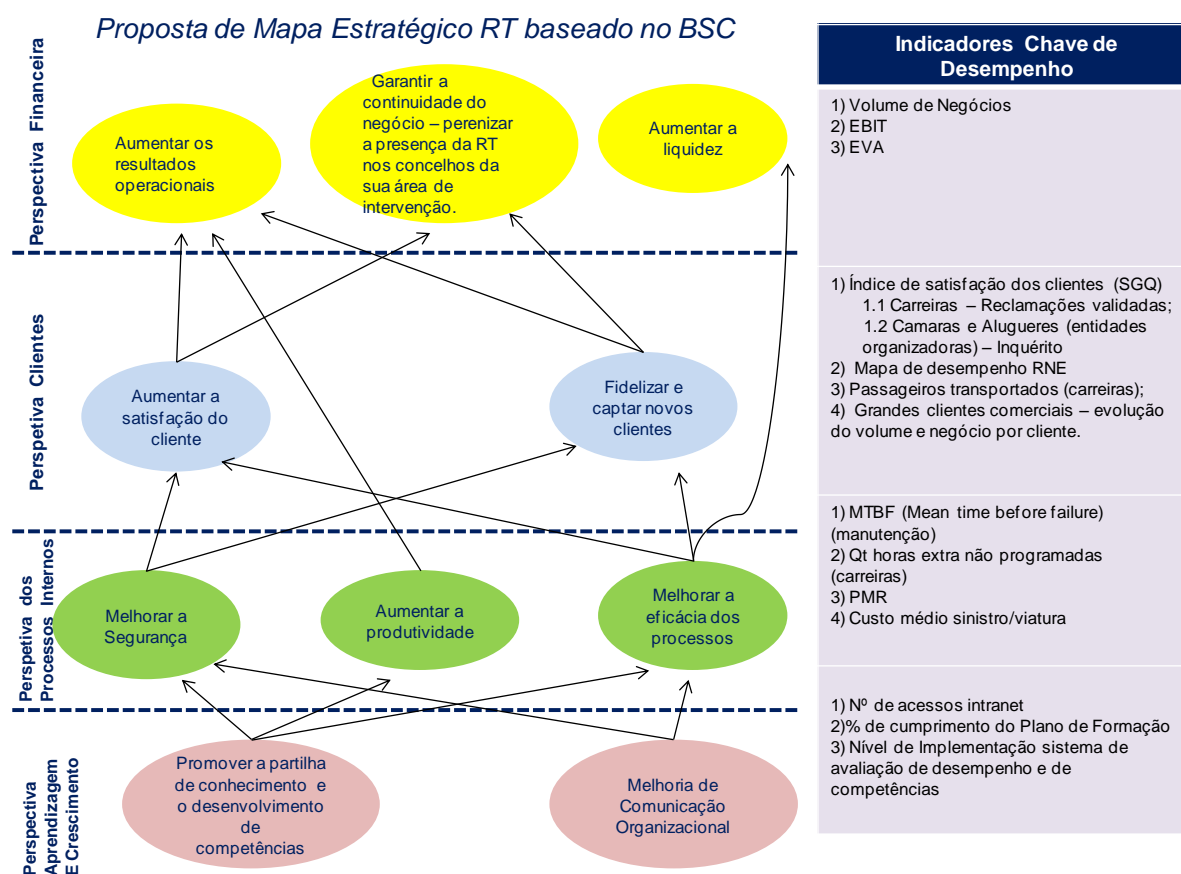 Proposta de Mapa Estratégico RT baseado no BSC
Perspectiva Financeira
Aumentar os
resultados
operacionais
Garantir a
continuidade do
negócio – perenizar
a presença da RT
nos concelhos da
sua área de
intervenção.
Aumentar a
liquidez
Perspetiva Clientes
Aumentar a
satisfação do
cliente
Fidelizar e
captar novos
clientes
Perspetiva dos
Processos Internos
Melhorar a
Segurança
Aumentar a
produtividade
Melhorar a
eficácia dos
processos
Perspectiva
Aprendizagem
E Crescimento
Promover a partilha
de conhecimento e
o desenvolvimento
de
competências
Melhoria de
Comunicação
Organizacional
Indicadores Chave de
Desempenho
1) Volume de Negócios
2) EBIT
3) EVA
1) Índice de satisfação dos clientes (SGQ)
1.1 Carreiras – Reclamações validadas;
1.2 Camaras e Alugueres (entidades
organizadoras) – Inquérito
2) Mapa de desempenho RNE
3) Passageiros transportados (carreiras);
4) Grandes clientes comerciais – evolução
do volume e negócio por cliente.
1) MTBF (Mean time before failure)
(manutenção)
2) Qt horas extra não programadas
(carreiras)
3) PMR
4) Custo médio sinistro/viatura
1) Nº de acessos intranet
2)% de cumprimento do Plano de Formação
3) Nível de Implementação sistema de
avaliação de desempenho e de
competências